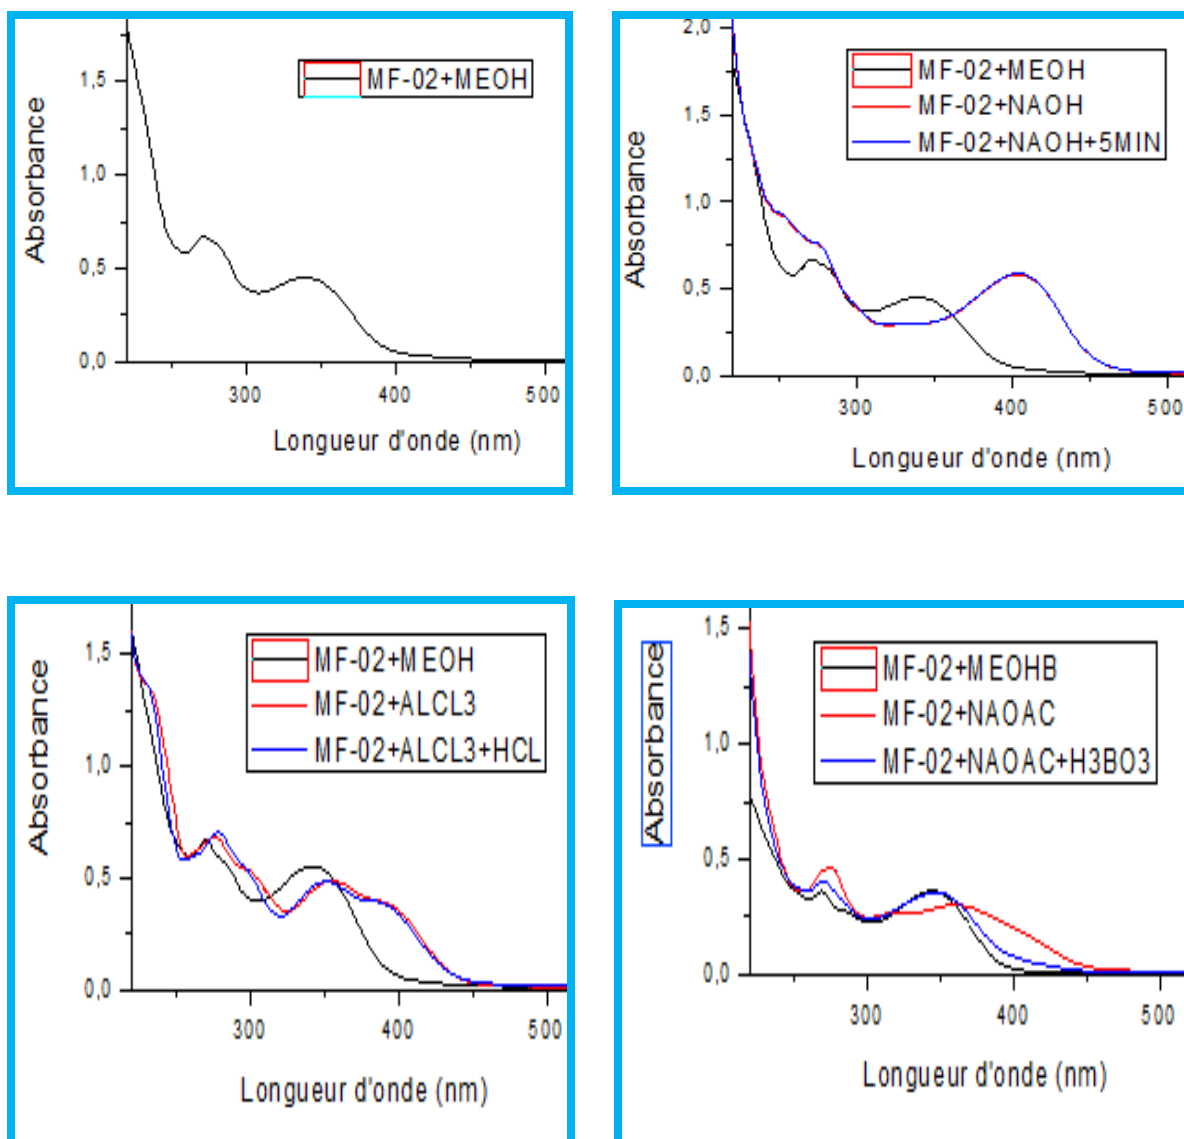 Absorbance
1,5
1,0
0,5
0,0
300
400
500
Longueur d'onde (nm)
MF-02+MEOH
Absorbance
2,0
1,5
1,0
0,5
0,0
300
400
500
Longueur d'onde (nm)
MF-02+MEOH
MF-02+NAOH
MF-02+NAOH+5MIN
Absorbance
1,5
1,0
0,5
0,0
300
400
500
Longueur d'onde (nm)
MF-02+MEOH
MF-02+ALCL3
MF-02+ALCL3+HCL
Absorbance
1,5
1,0
0,5
0,0
300
400
500
Longueur d'onde (nm)
MF-02+MEOHB
MF-02+NAOAC
MF-02+NAOAC+H3BO3